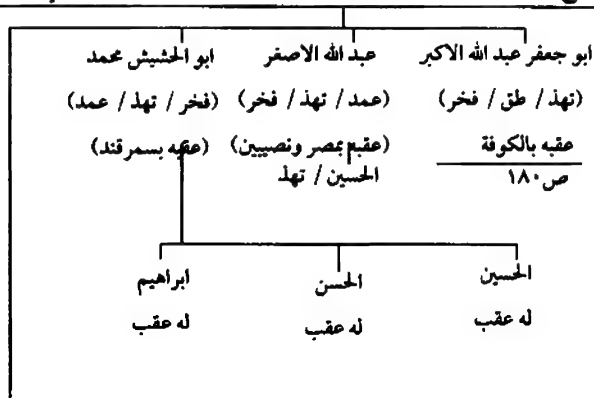 ابو جعفر عبد الله الاكبر
(تهذ / طق / فخر)
عقبه بالكوفة
ص١٨٠
عبد الله الاصغر
(عمد / تهذ / فخر)
(عقبه بمصر ونصيبين)
الحسين / تهذ
ابو الحشيش محمد
(فخر / تهذ / عمد)
(عقبه بسمرقند)
الحسين
له عقب
الحسن
له عقب
ابراهيم
له عقب